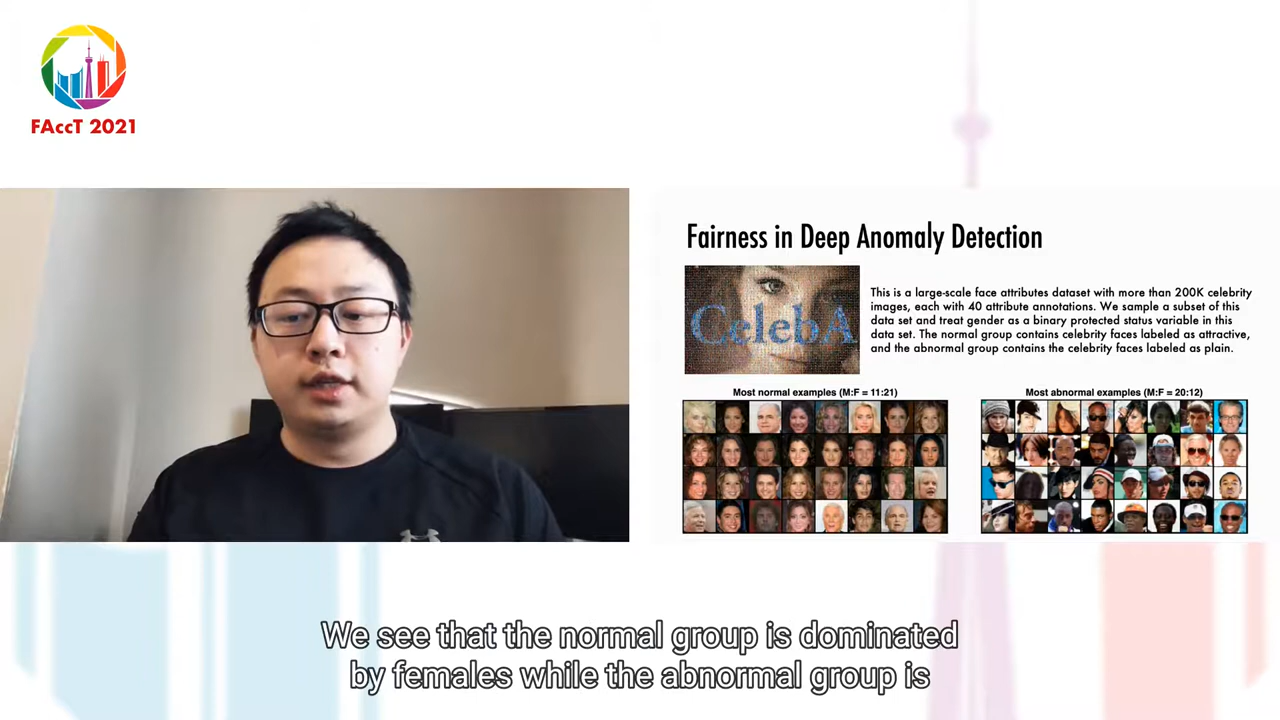 FAccT 2021
Fairness in Deep Anomaly Detection
CelebA
This is a large-scale face attributes dataset with more than 200K celebrity
images, each with 40 attribute annotations. We sample a subset of this
data set and treat gender as a binary protected status variable in this
data set. The normal group contains celebrity faces labeled as attractive,
and the abnormal group contains the celebrity faces labeled as plain.
Most normal examples (M:F = 11:21)
Most abnormal examples (M:F = 20:12)
We see that the normal group is dominated
by females while the abnormal group is